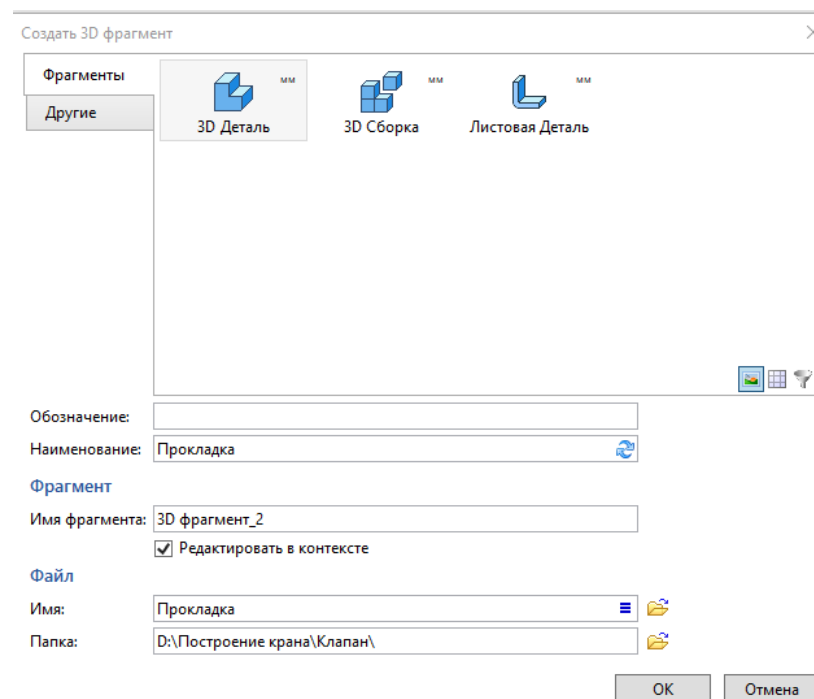 Создать 3D фрагмент
Фрагменты
Другие
мм мм мм
3D Деталь 3D Сборка Листовая Деталь
Обозначение:
Наименование: Прокладка
Фрагмент
Имя фрагмента: 3D фрагмент_2
Редактировать в контексте
Файл
Имя: Прокладка
Папка: D:\Построение крана\Клапан\
OK Отмена